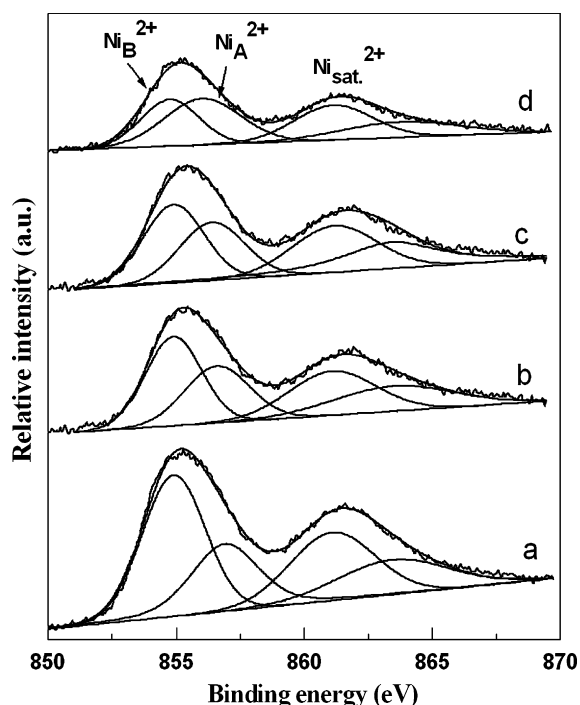 Ni_B^2+
Ni_A^2+
Ni_sat.^2+
d
c
b
a
Relative intensity (a.u.)
850 855 860 865 870
Binding energy (eV)